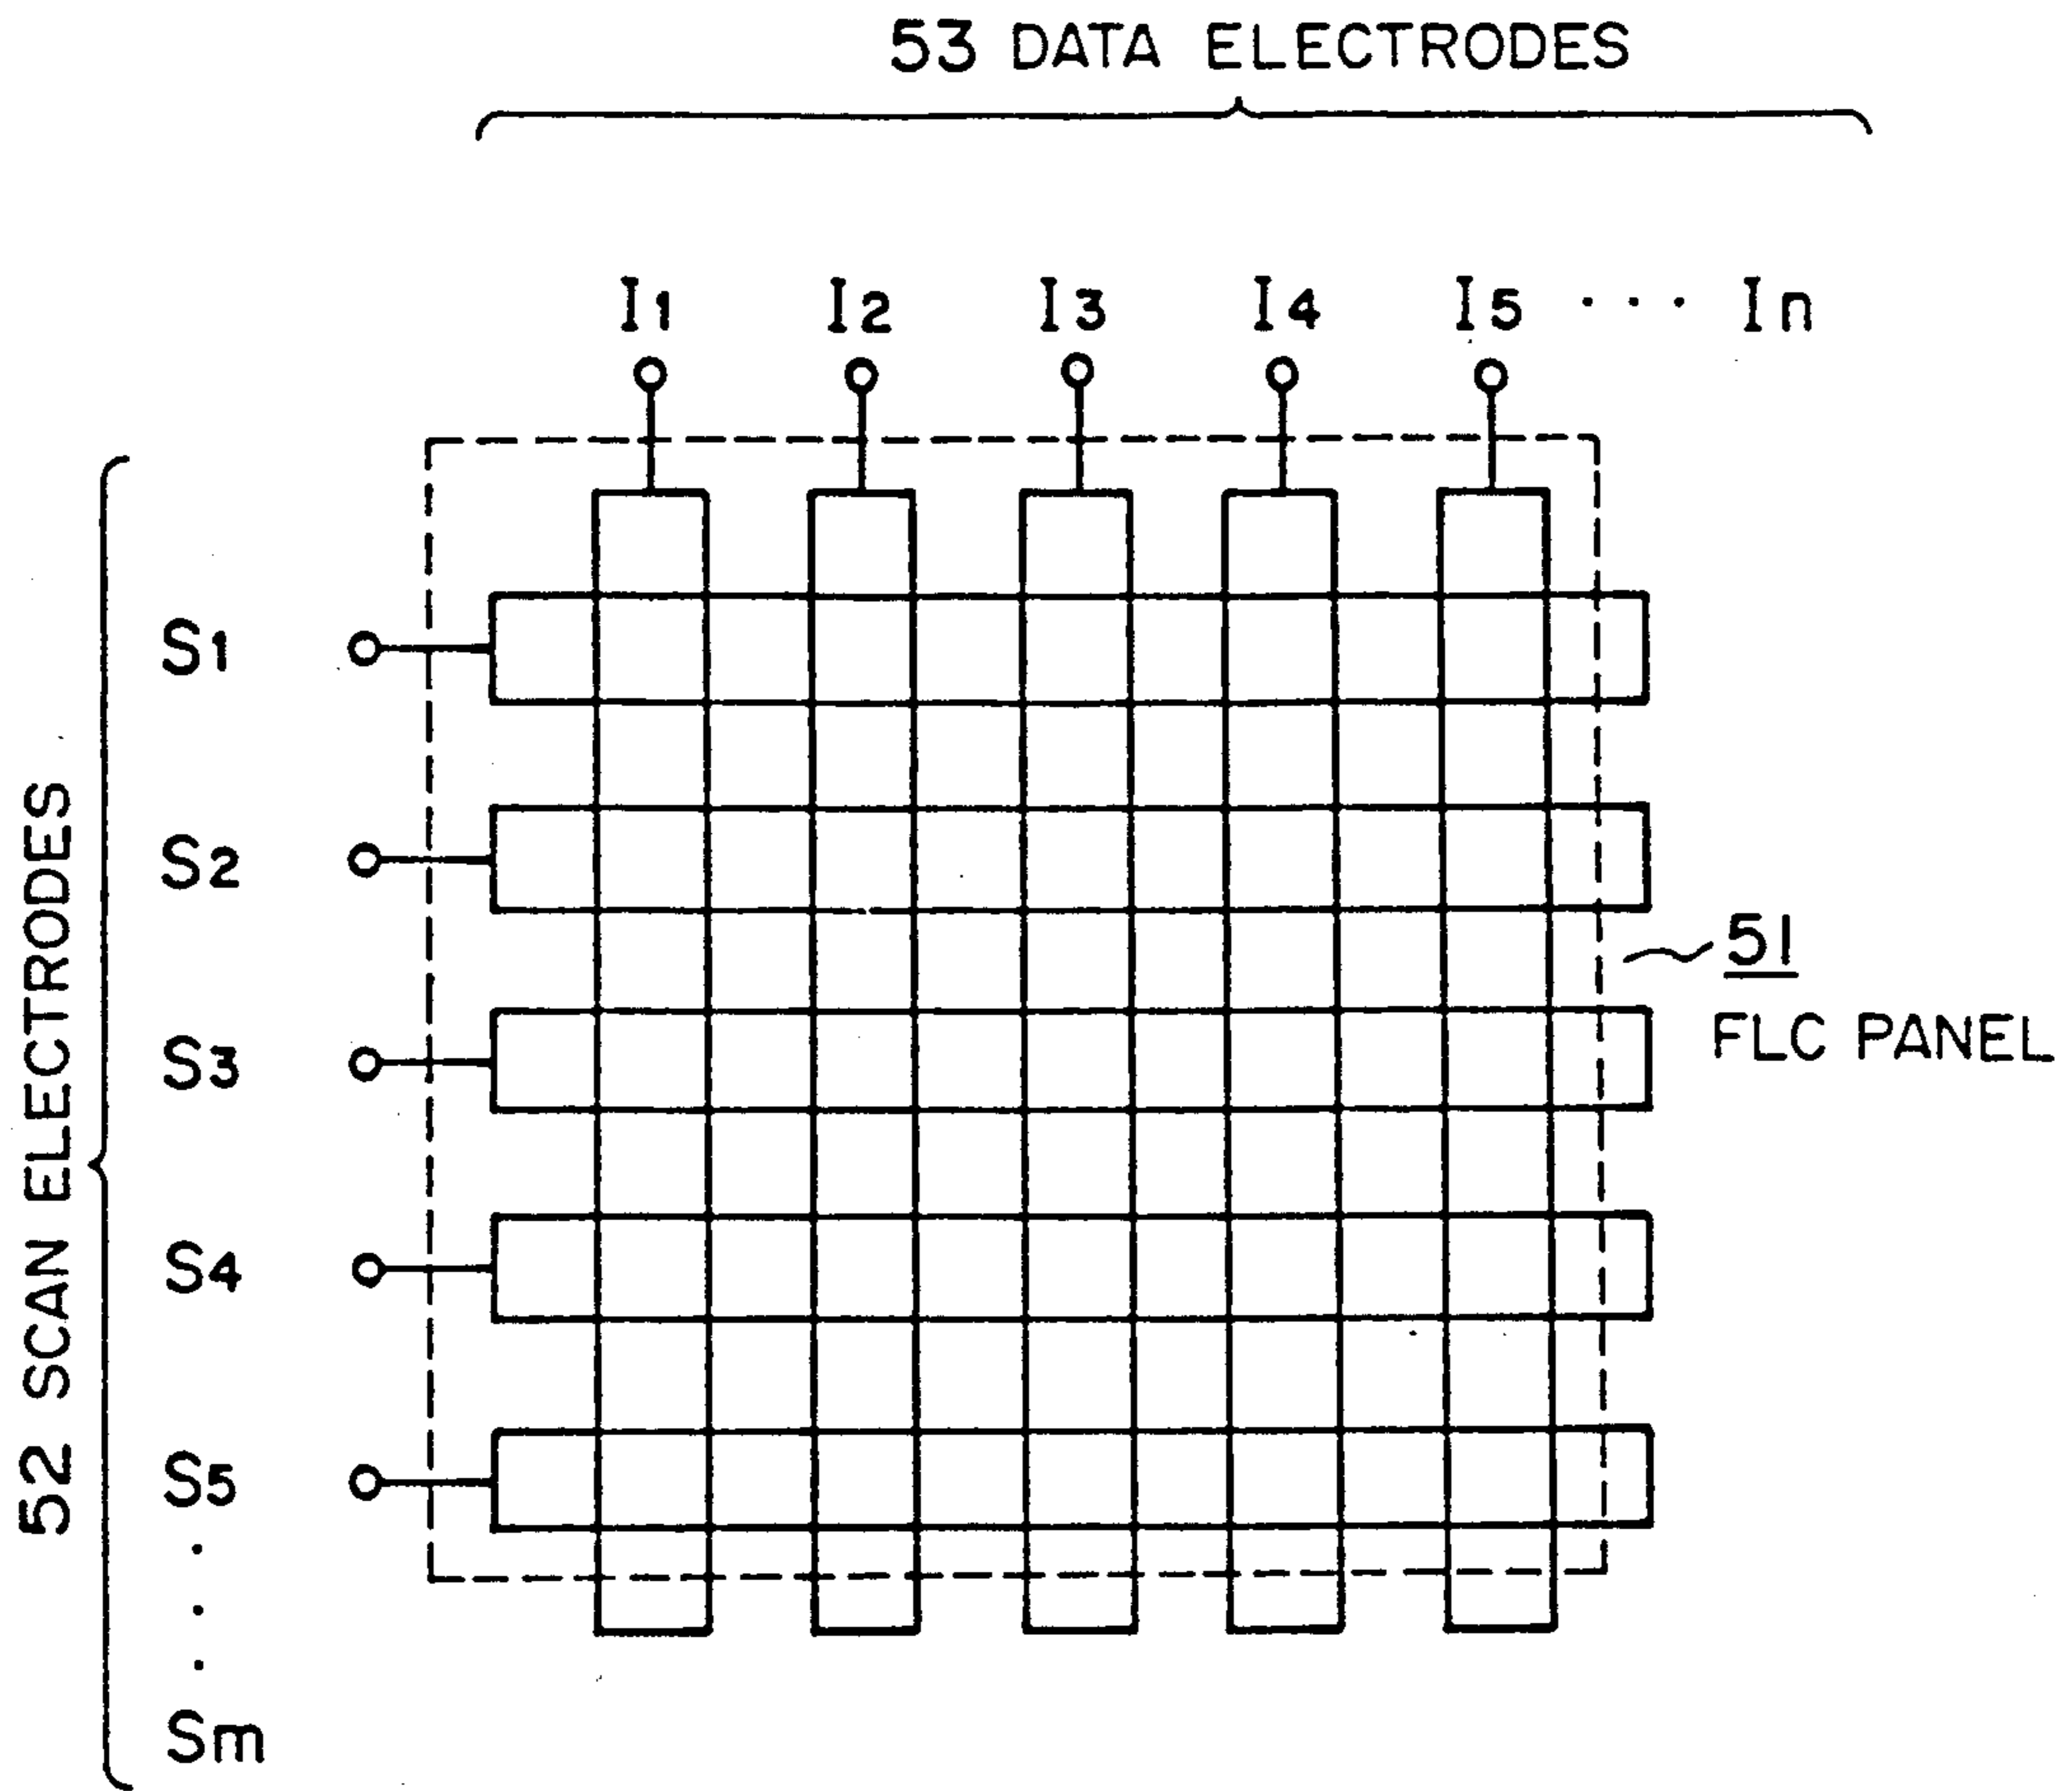 53 DATA ELECTRODES
I1 I2 I3 I4 I5 ··· In
52 SCAN ELECTRODES
S1
S2
S3
S4
S5
·
·
·
Sm
51
FLC PANEL